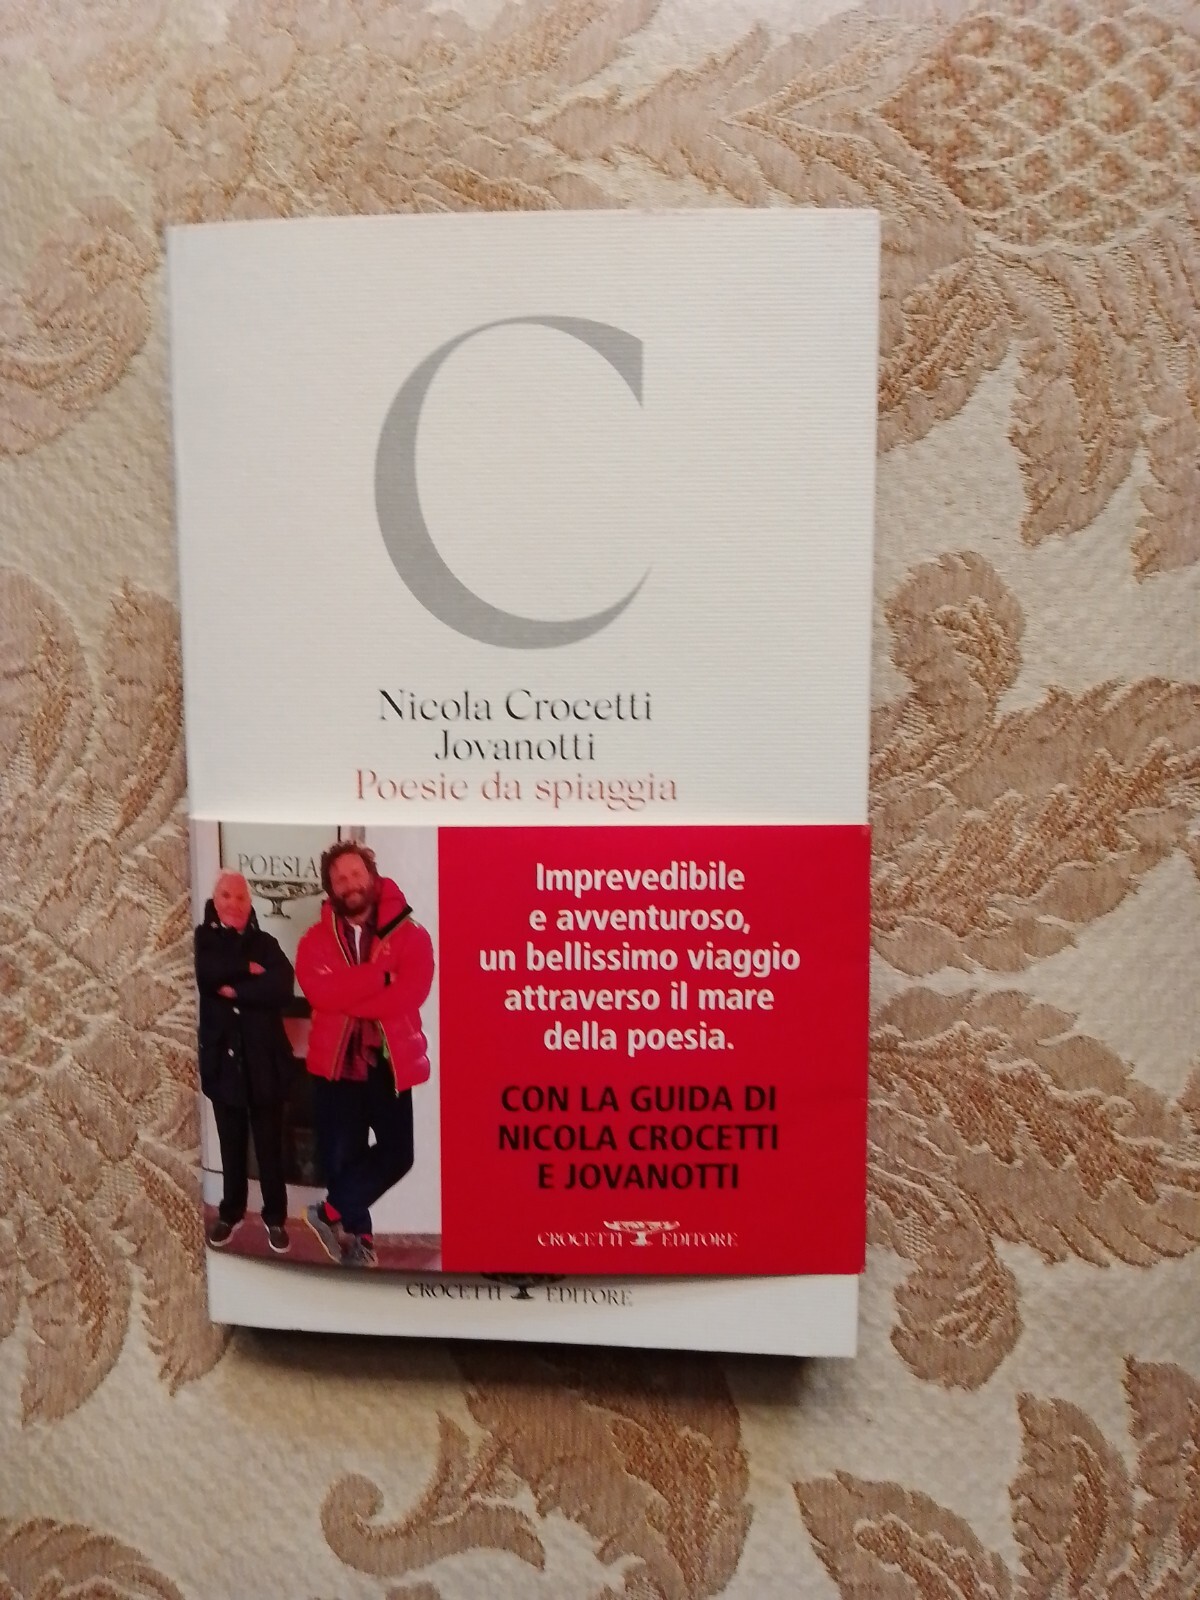 C
Nicola Crocetti
Jovanotti
Poesie da spiaggia
POESIA
Imprevedibile
e avventuroso,
un bellissimo viaggio
attraverso il mare
della poesia.
CON LA GUIDA DI
NICOLA CROCETTI
E JOVANOTTI
CROCETTI EDITORE
CROCETTI EDITORE